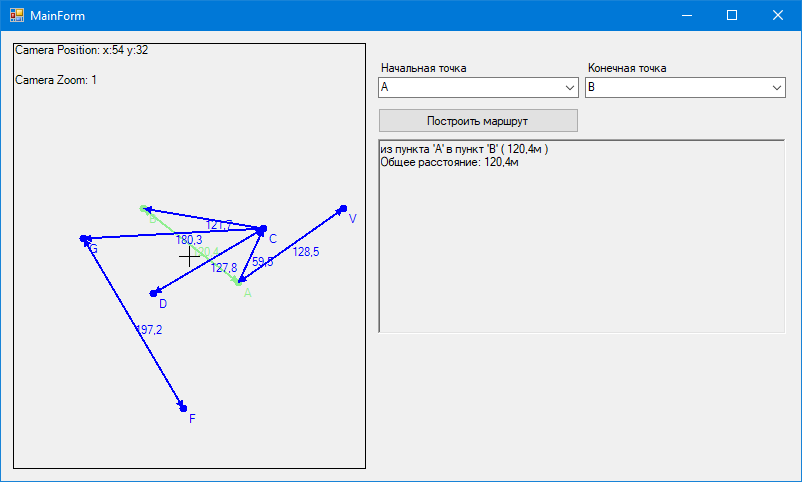 MainForm
Camera Position: x:54 y:32
Camera Zoom: 1
Начальная точка
Конечная точка
A
B
Построить маршрут
из пункта 'A' в пункт 'B' ( 120,4м )
Общее расстояние: 120,4м
B
V
121,7
C
180,3
G
120,4
128,5
59,5
127,8
A
D
197,2
F